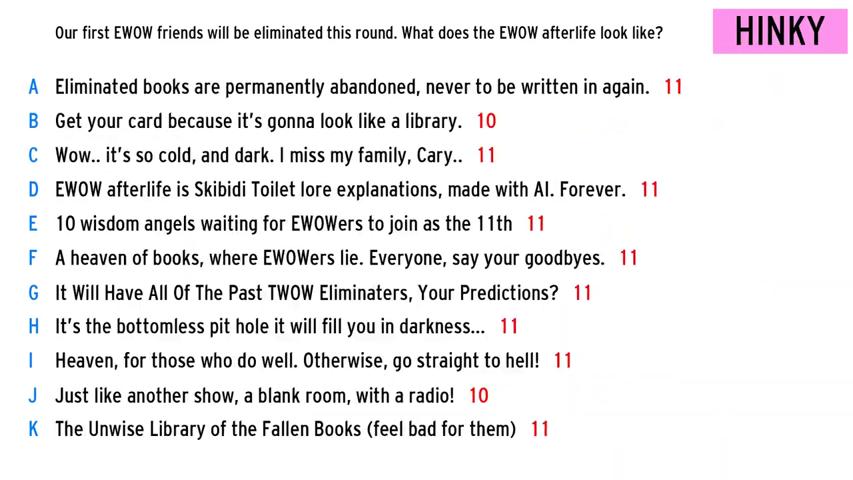 Our first EWOW friends will be eliminated this round. What does the EWOW afterlife look like?
HINKY
A Eliminated books are permanently abandoned, never to be written in again. 11
B Get your card because it's gonna look like a library. 10
C Wow.. it's so cold, and dark. I miss my family, Cary.. 11
D EWOW afterlife is Skibidi Toilet lore explanations, made with AI. Forever. 11
E 10 wisdom angels waiting for EWOWers to join as the 11th 11
F A heaven of books, where EWOWers lie. Everyone, say your goodbyes. 11
G It Will Have All Of The Past TWOW Eliminaters, Your Predictions? 11
H It's the bottomless pit hole it will fill you in darkness... 11
I Heaven, for those who do well. Otherwise, go straight to hell! 11
J Just like another show, a blank room, with a radio! 10
K The Unwise Library of the Fallen Books (feel bad for them) 11